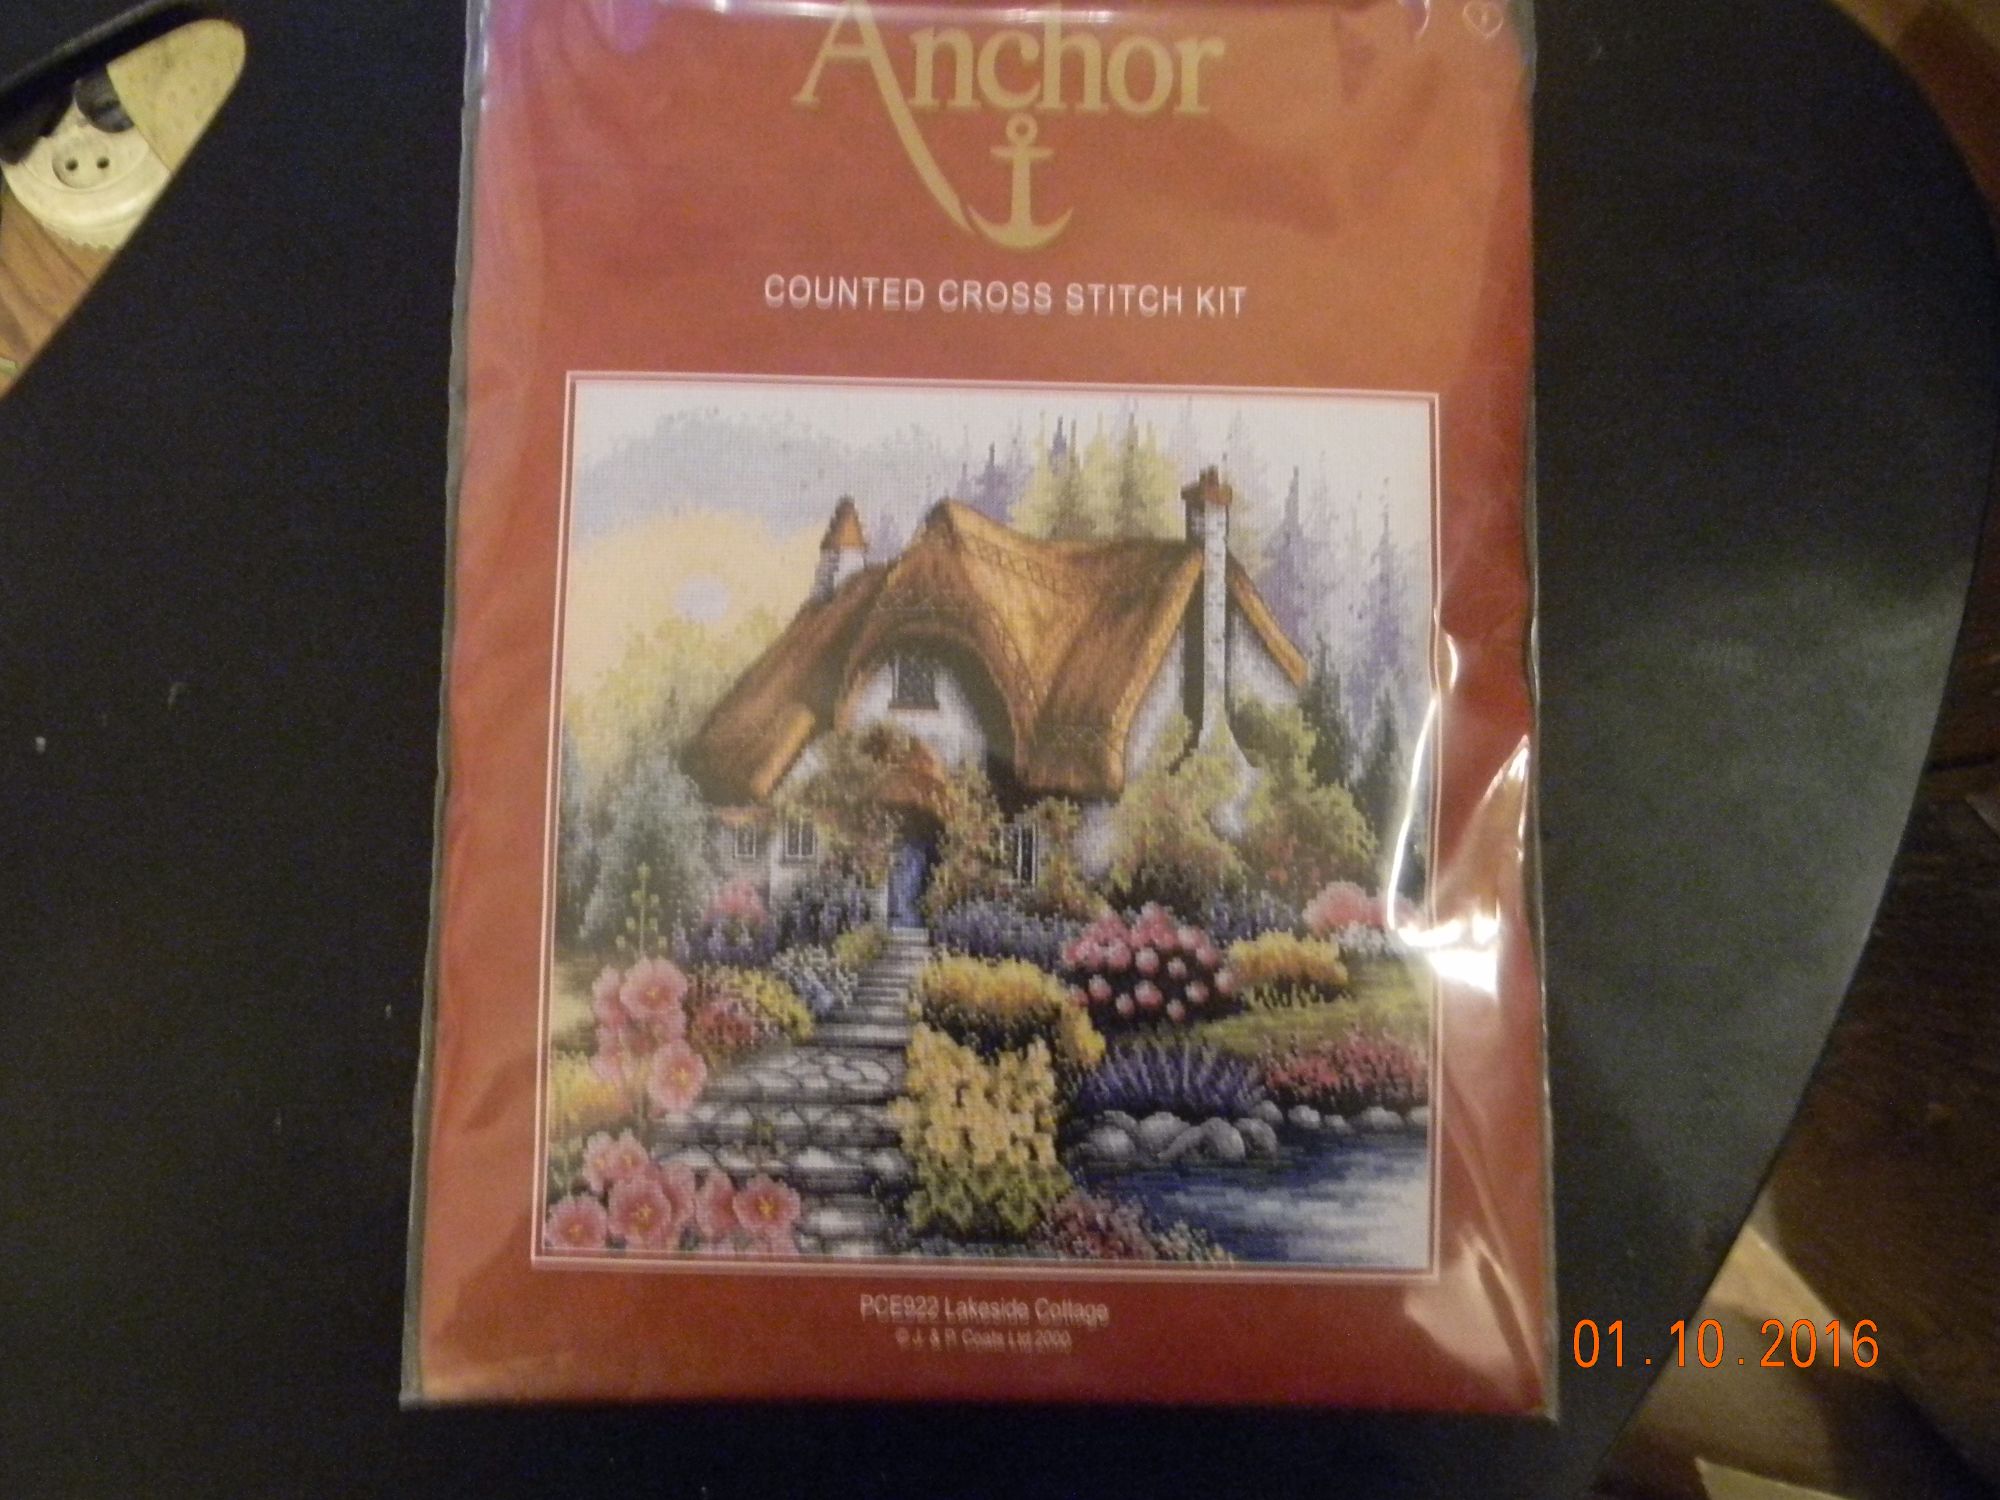 Anchor
COUNTED CROSS STITCH KIT
PCE922 Lakeside Cottage
© J. & P. Coats Ltd 2000
01.10.2016